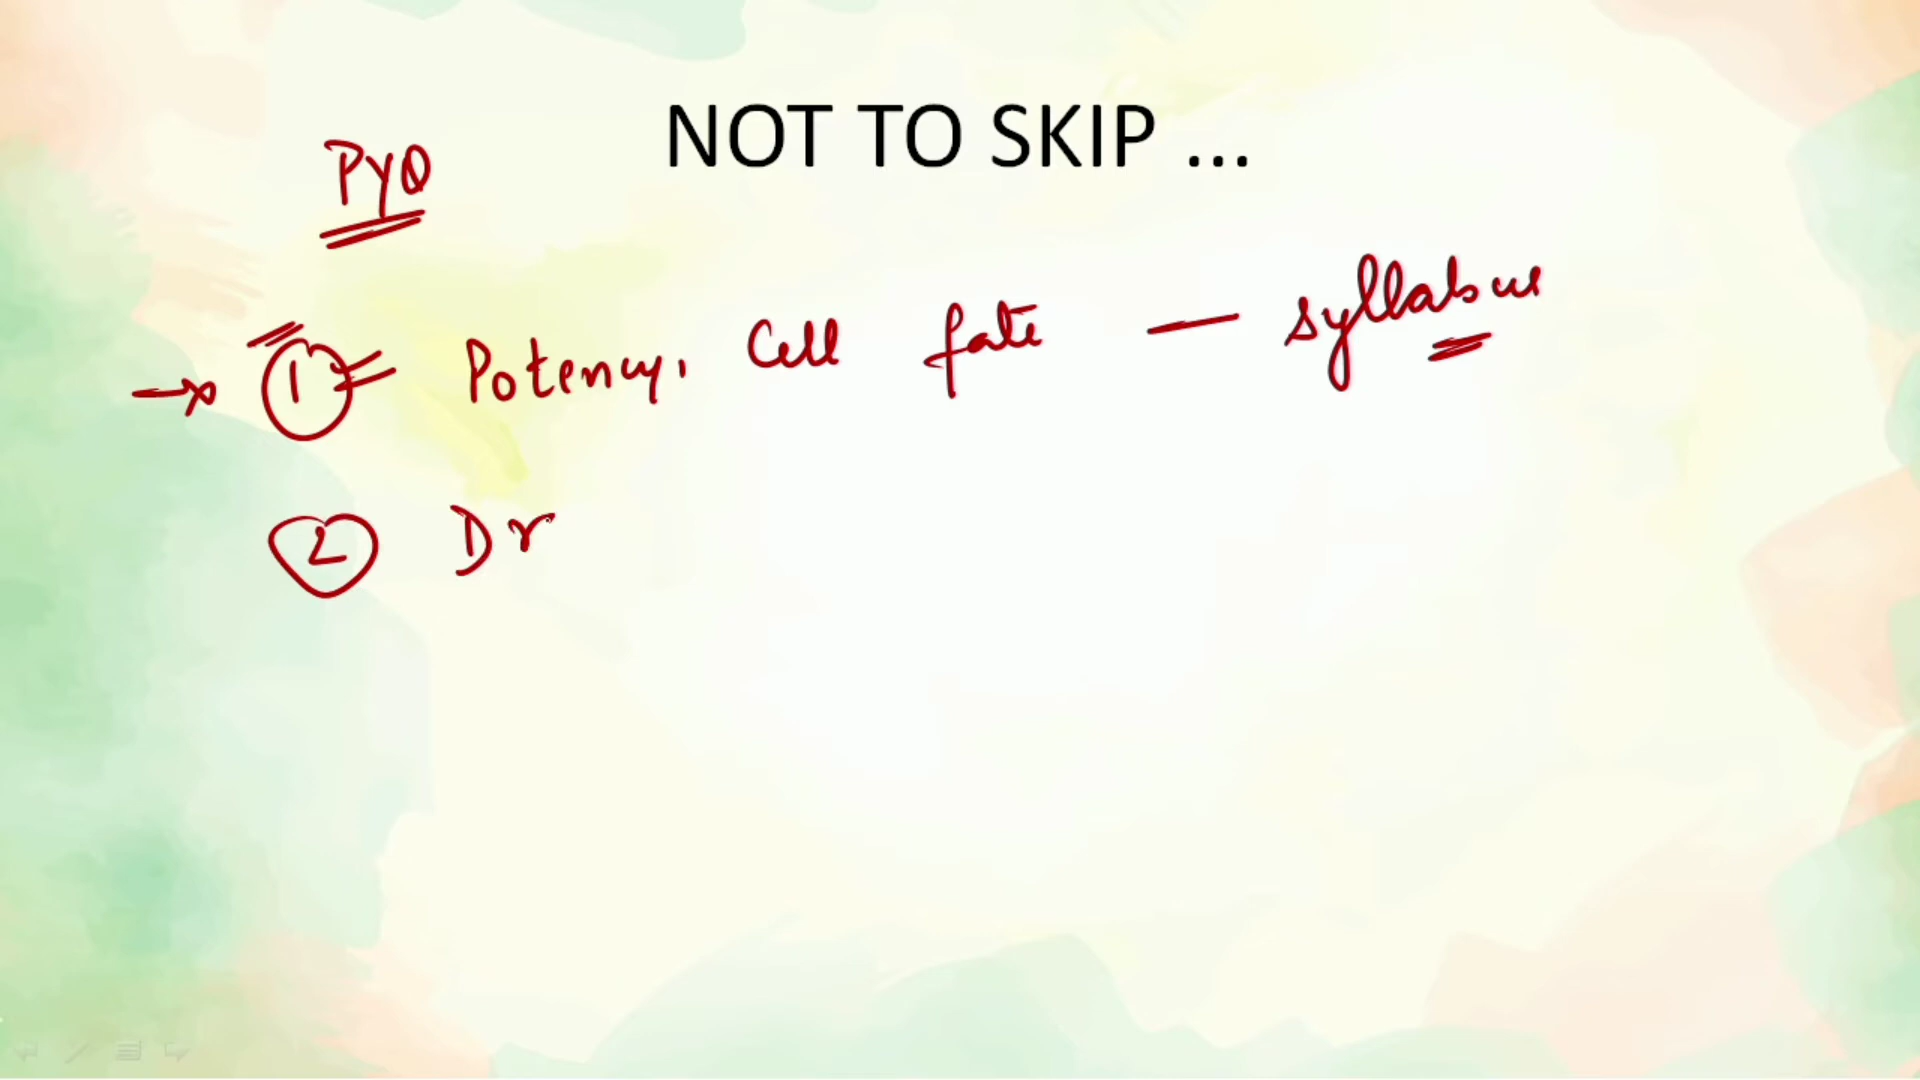 NOT TO SKIP ...
PYQ
→ 1 = Potency, Cell fate — syllabus
2 Dr